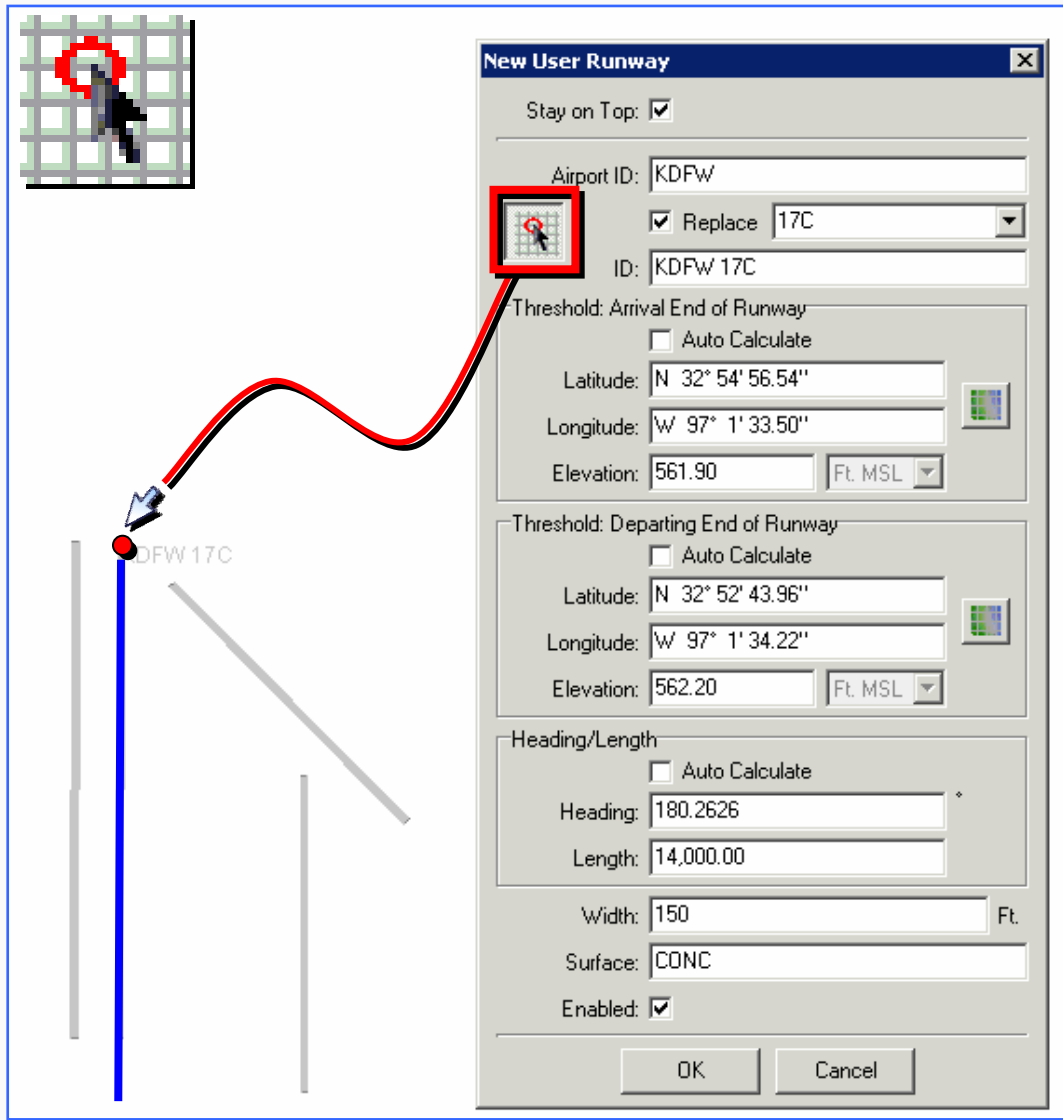 New User Runway
Stay on Top:
Airport ID: KDFW
Replace 17C
ID: KDFW 17C
Threshold: Arrival End of Runway
Auto Calculate
Latitude: N 32° 54' 56.54"
Longitude: W 97° 1' 33.50"
Elevation: 561.90 Ft. MSL
Threshold: Departing End of Runway
Auto Calculate
Latitude: N 32° 52' 43.96"
Longitude: W 97° 1' 34.22"
Elevation: 562.20 Ft. MSL
Heading/Length
Auto Calculate
Heading: 180.2626 °
Length: 14,000.00
Width: 150 Ft.
Surface: CONC
Enabled:
OK Cancel
KDFW 17C